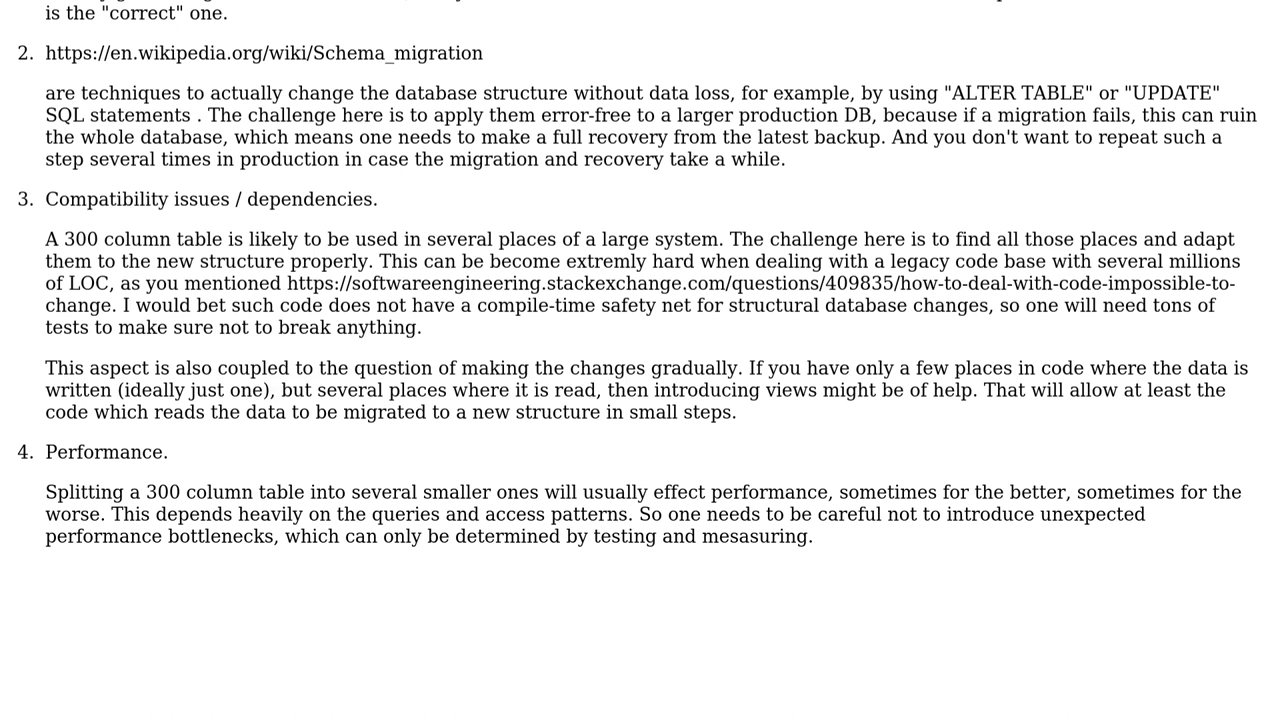 is the "correct" one.
2. https://en.wikipedia.org/wiki/Schema_migration
are techniques to actually change the database structure without data loss, for example, by using "ALTER TABLE" or "UPDATE"
SQL statements . The challenge here is to apply them error-free to a larger production DB, because if a migration fails, this can ruin
the whole database, which means one needs to make a full recovery from the latest backup. And you don't want to repeat such a
step several times in production in case the migration and recovery take a while.
3. Compatibility issues / dependencies.
A 300 column table is likely to be used in several places of a large system. The challenge here is to find all those places and adapt
them to the new structure properly. This can be become extremly hard when dealing with a legacy code base with several millions
of LOC, as you mentioned https://softwareengineering.stackexchange.com/questions/409835/how-to-deal-with-code-impossible-to-
change. I would bet such code does not have a compile-time safety net for structural database changes, so one will need tons of
tests to make sure not to break anything.
This aspect is also coupled to the question of making the changes gradually. If you have only a few places in code where the data is
written (ideally just one), but several places where it is read, then introducing views might be of help. That will allow at least the
code which reads the data to be migrated to a new structure in small steps.
4. Performance.
Splitting a 300 column table into several smaller ones will usually effect performance, sometimes for the better, sometimes for the
worse. This depends heavily on the queries and access patterns. So one needs to be careful not to introduce unexpected
performance bottlenecks, which can only be determined by testing and mesasuring.